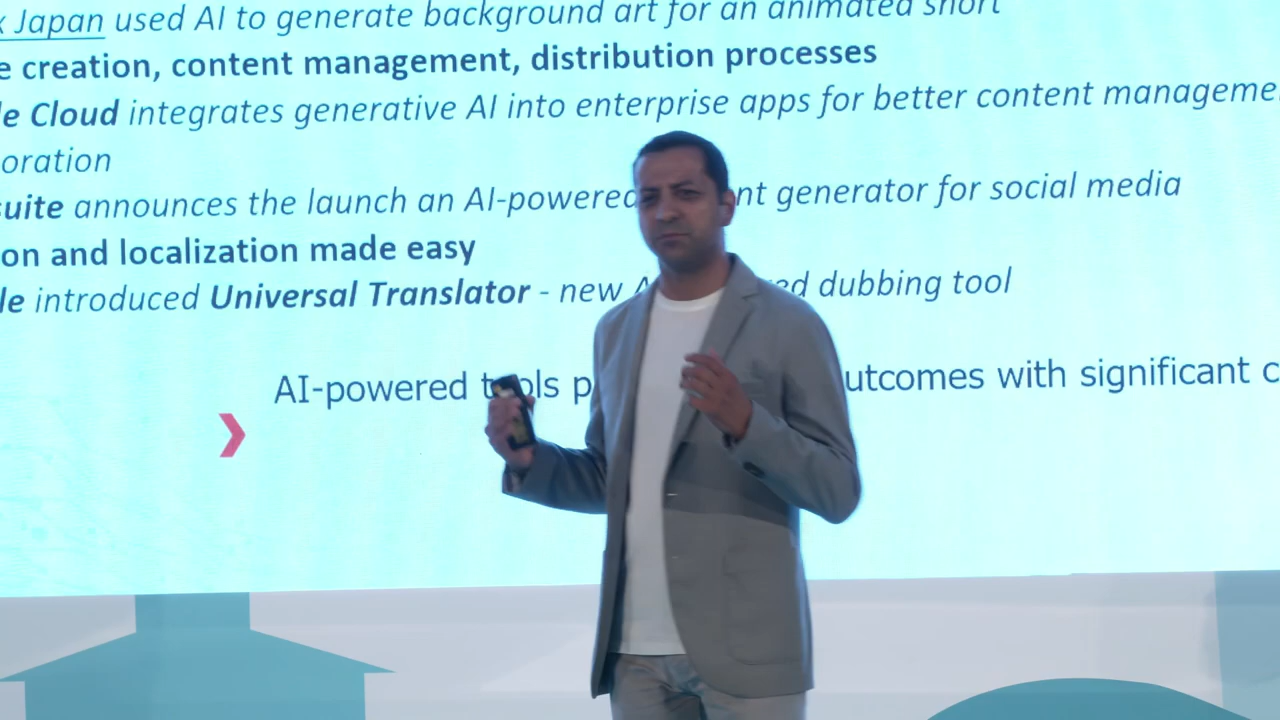 x Japan used AI to generate background art for an animated short
e creation, content management, distribution processes
le Cloud integrates generative AI into enterprise apps for better content manageme
oration
suite announces the launch an AI-powered nt generator for social media
on and localization made easy
le introduced Universal Translator - new A ed dubbing tool
AI-powered tools p utcomes with significant c